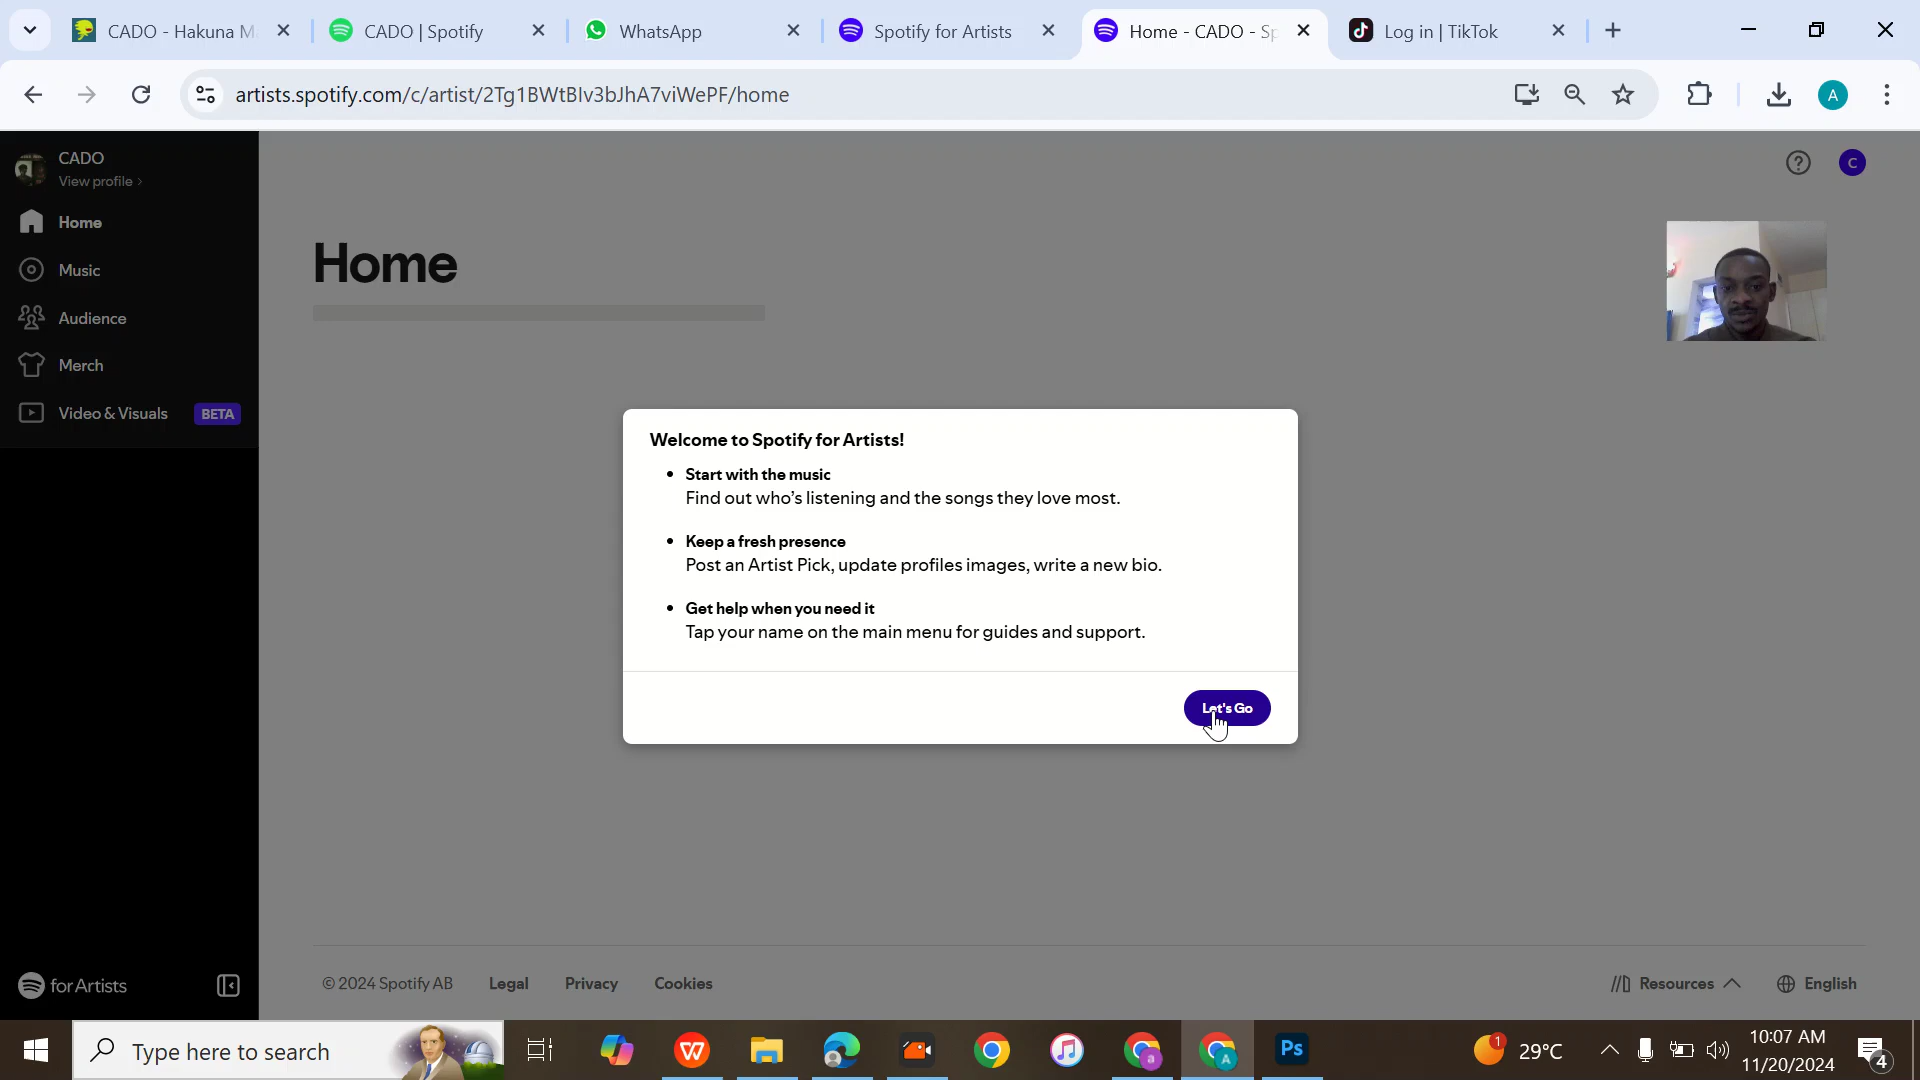 CADO - Hakuna M
CADO | Spotify
WhatsApp
Spotify for Artists
Home - CADO - Sp
Log in | TikTok
artists.spotify.com/c/artist/2Tg1BWtBIv3bJhA7viWePF/home
A
CADO
View profile
C
Home
Music
Audience
Merch
Video & Visuals BETA
Home
Welcome to Spotify for Artists!
• Start with the music
Find out who's listening and the songs they love most.
• Keep a fresh presence
Post an Artist Pick, update profiles images, write a new bio.
• Get help when you need it
Tap your name on the main menu for guides and support.
Let's Go
for Artists
© 2024 Spotify AB
Legal
Privacy
Cookies
Resources
English
Type here to search
W
a
A
Ps
1
29°C
10:07 AM
11/20/2024
4